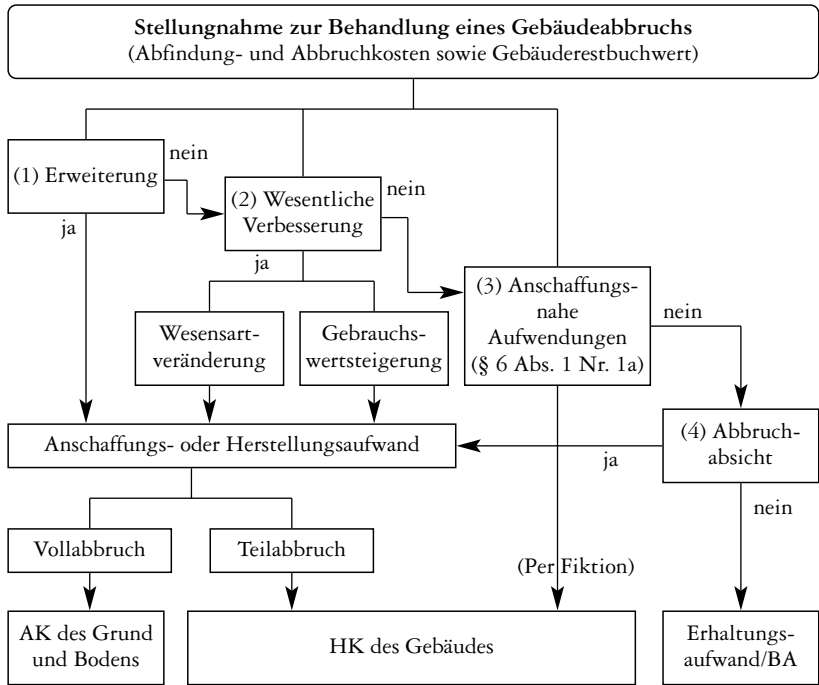 Stellungnahme zur Behandlung eines Gebäudeabbruchs
(Abfindung- und Abbruchkosten sowie Gebäuderestbuchwert)
(1) Erweiterung
nein
ja
(2) Wesentliche
Verbesserung
nein
ja
(3) Anschaffungs-
nahe
Aufwendungen
(§ 6 Abs. 1 Nr. 1a)
nein
Wesensart-
veränderung
Gebrauchs-
wertsteigerung
(4) Abbruch-
absicht
ja
nein
Anschaffungs- oder Herstellungsaufwand
Vollabbruch
Teilabbruch
(Per Fiktion)
AK des Grund
und Bodens
HK des Gebäudes
Erhaltungs-
aufwand/BA